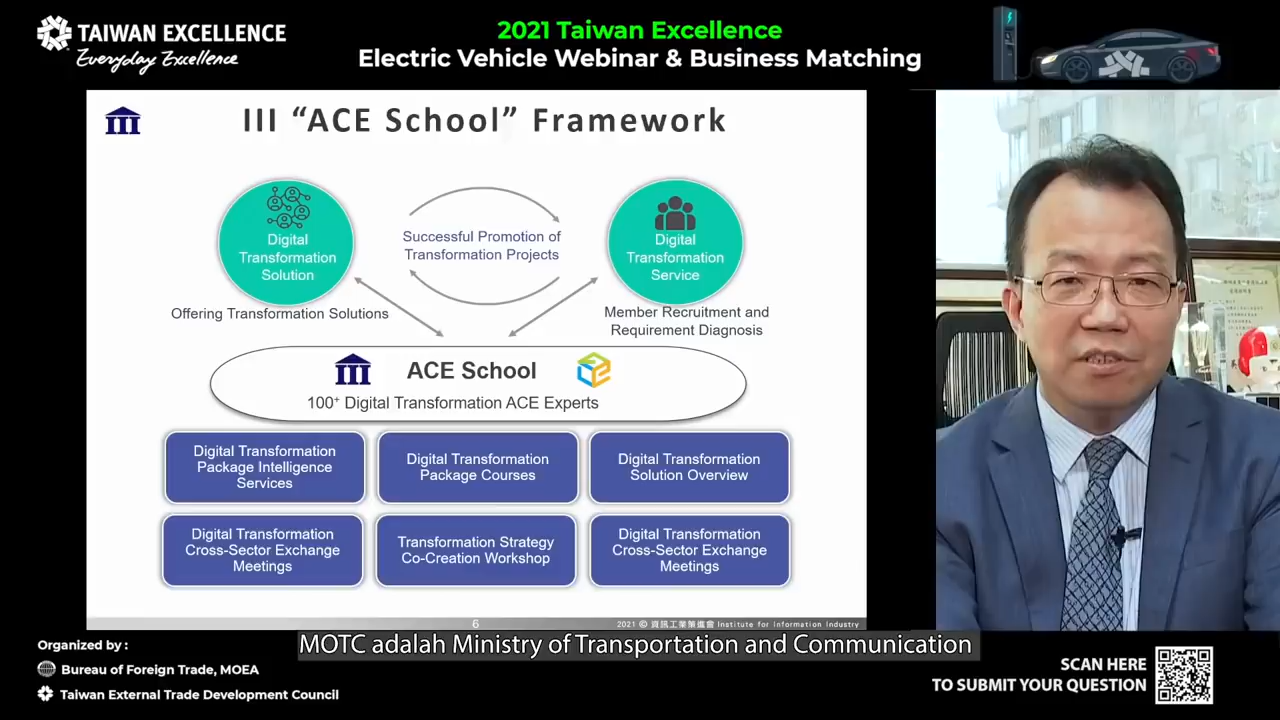 TAIWAN EXCELLENCE
Everyday Excellence
2021 Taiwan Excellence
Electric Vehicle Webinar & Business Matching
III “ACE School” Framework
Digital
Transformation
Solution
Successful Promotion of
Transformation Projects
Digital
Transformation
Service
Offering Transformation Solutions
Member Recruitment and
Requirement Diagnosis
ACE School
100+ Digital Transformation ACE Experts
Digital Transformation
Package Intelligence
Services
Digital Transformation
Package Courses
Digital Transformation
Solution Overview
Digital Transformation
Cross-Sector Exchange
Meetings
Transformation Strategy
Co-Creation Workshop
Digital Transformation
Cross-Sector Exchange
Meetings
6
2021 © 資訊工業策進會 Institute for Information Industry
MOTC adalah Ministry of Transportation and Communication
Organized by :
Bureau of Foreign Trade, MOEA
Taiwan External Trade Development Council
SCAN HERE
TO SUBMIT YOUR QUESTION